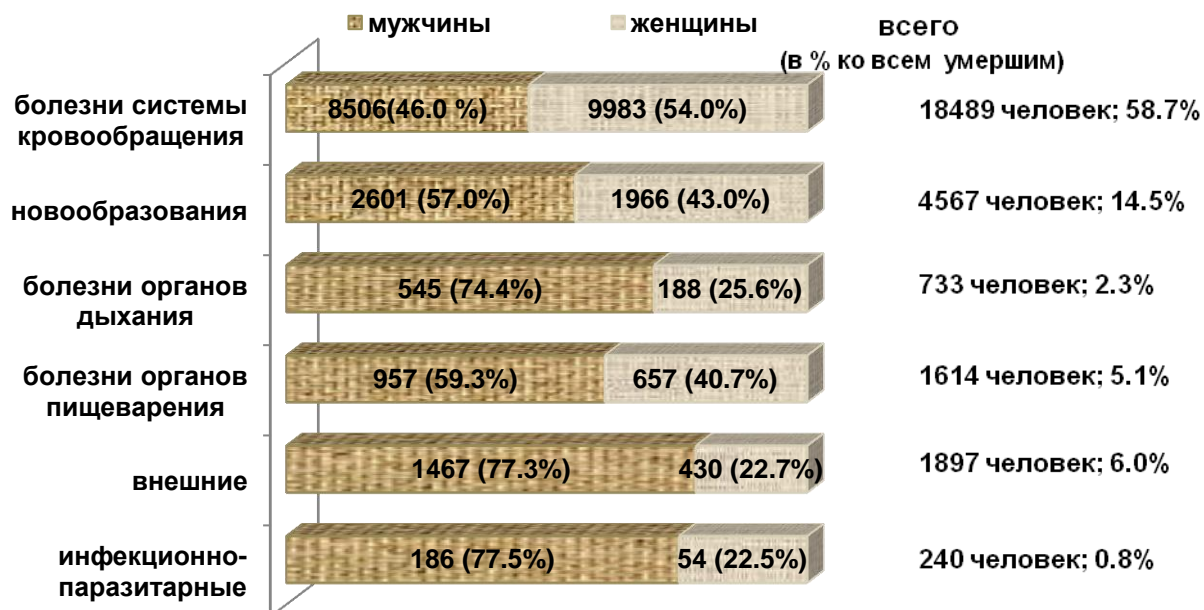 мужчины
женщины
всего
(в % ко всем умершим)
болезни системы
кровообращения
8506(46.0 %)
9983 (54.0%)
18489 человек; 58.7%
новообразования
2601 (57.0%)
1966 (43.0%)
4567 человек; 14.5%
болезни органов
дыхания
545 (74.4%)
188 (25.6%)
733 человек; 2.3%
болезни органов
пищеварения
957 (59.3%)
657 (40.7%)
1614 человек; 5.1%
внешние
1467 (77.3%)
430 (22.7%)
1897 человек; 6.0%
инфекционно-
паразитарные
186 (77.5%)
54 (22.5%)
240 человек; 0.8%